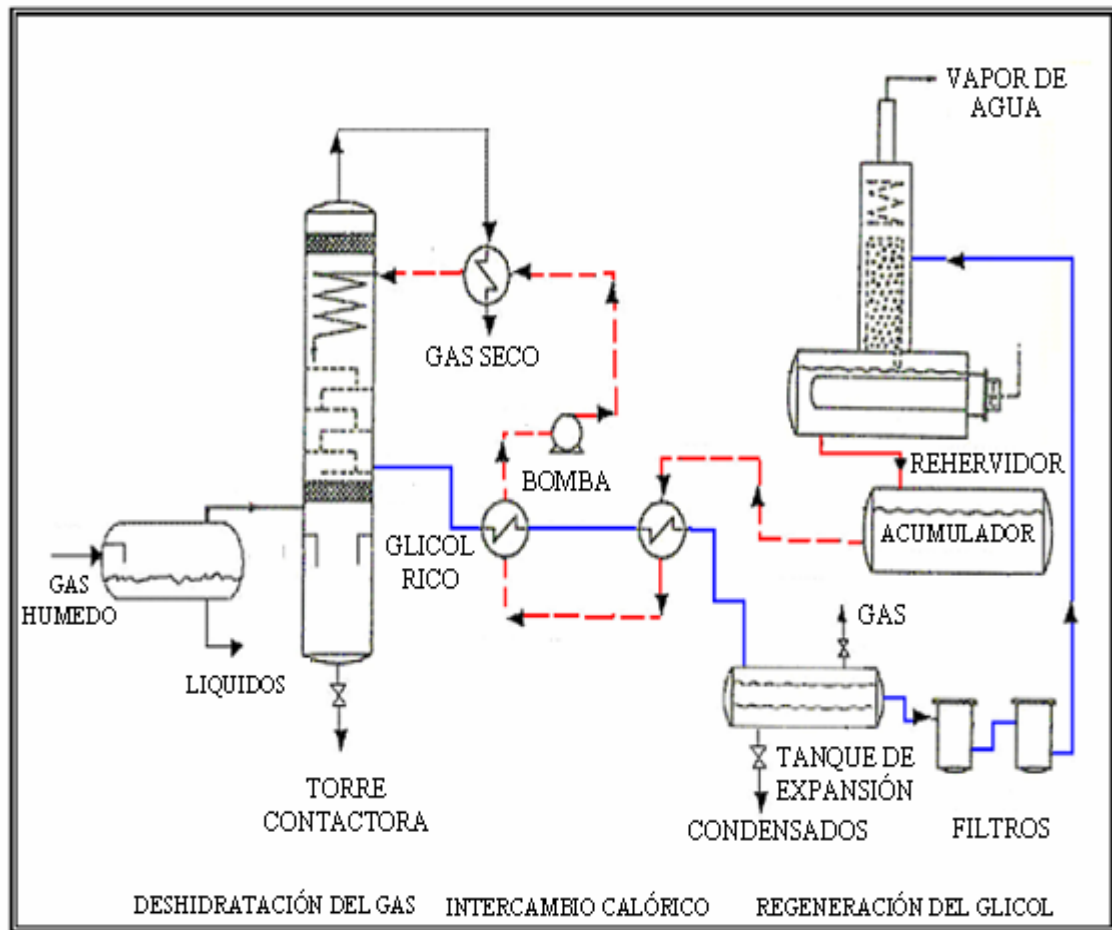 VAPOR DE
AGUA
GAS SECO
BOMBA
REHERVIDOR
ACUMULADOR
GLICOL
RICO
GAS
HUMEDO
LIQUIDOS
GAS
TORRE
CONTACTORA
TANQUE DE
EXPANSIÓN
CONDENSADOS
FILTROS
DESHIDRATACIÓN DEL GAS
INTERCAMBIO CALÓRICO
REGENERACIÓN DEL GLICOL